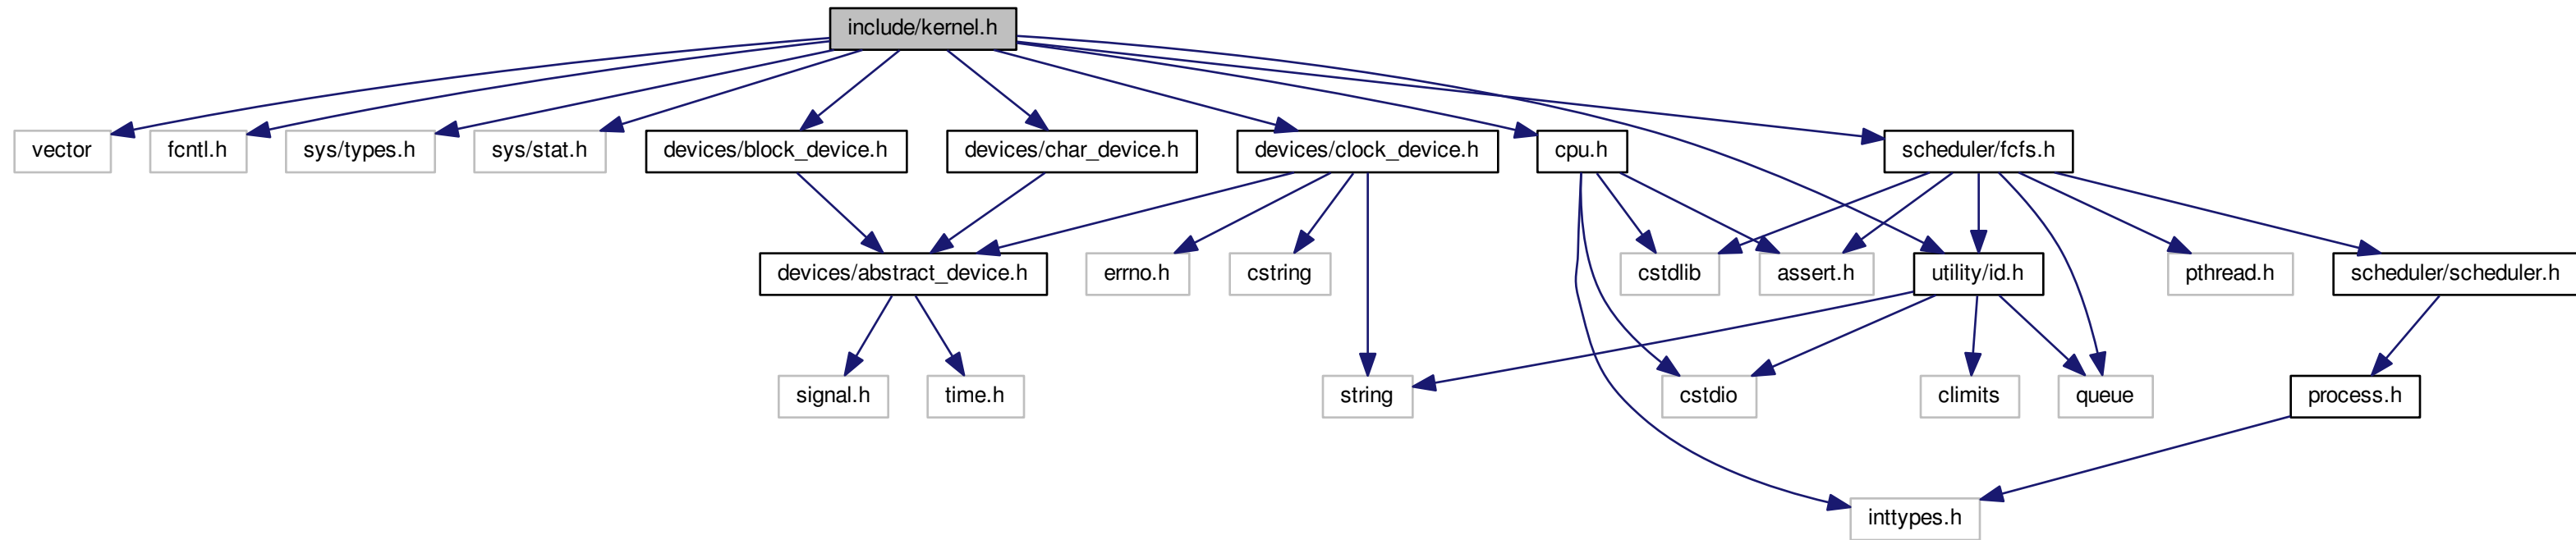 include/kernel.h
vector
fcntl.h
sys/types.h
sys/stat.h
devices/block_device.h
devices/char_device.h
devices/clock_device.h
cpu.h
scheduler/fcfs.h
devices/abstract_device.h
errno.h
cstring
cstdlib
assert.h
utility/id.h
pthread.h
scheduler/scheduler.h
signal.h
time.h
string
cstdio
climits
queue
process.h
inttypes.h